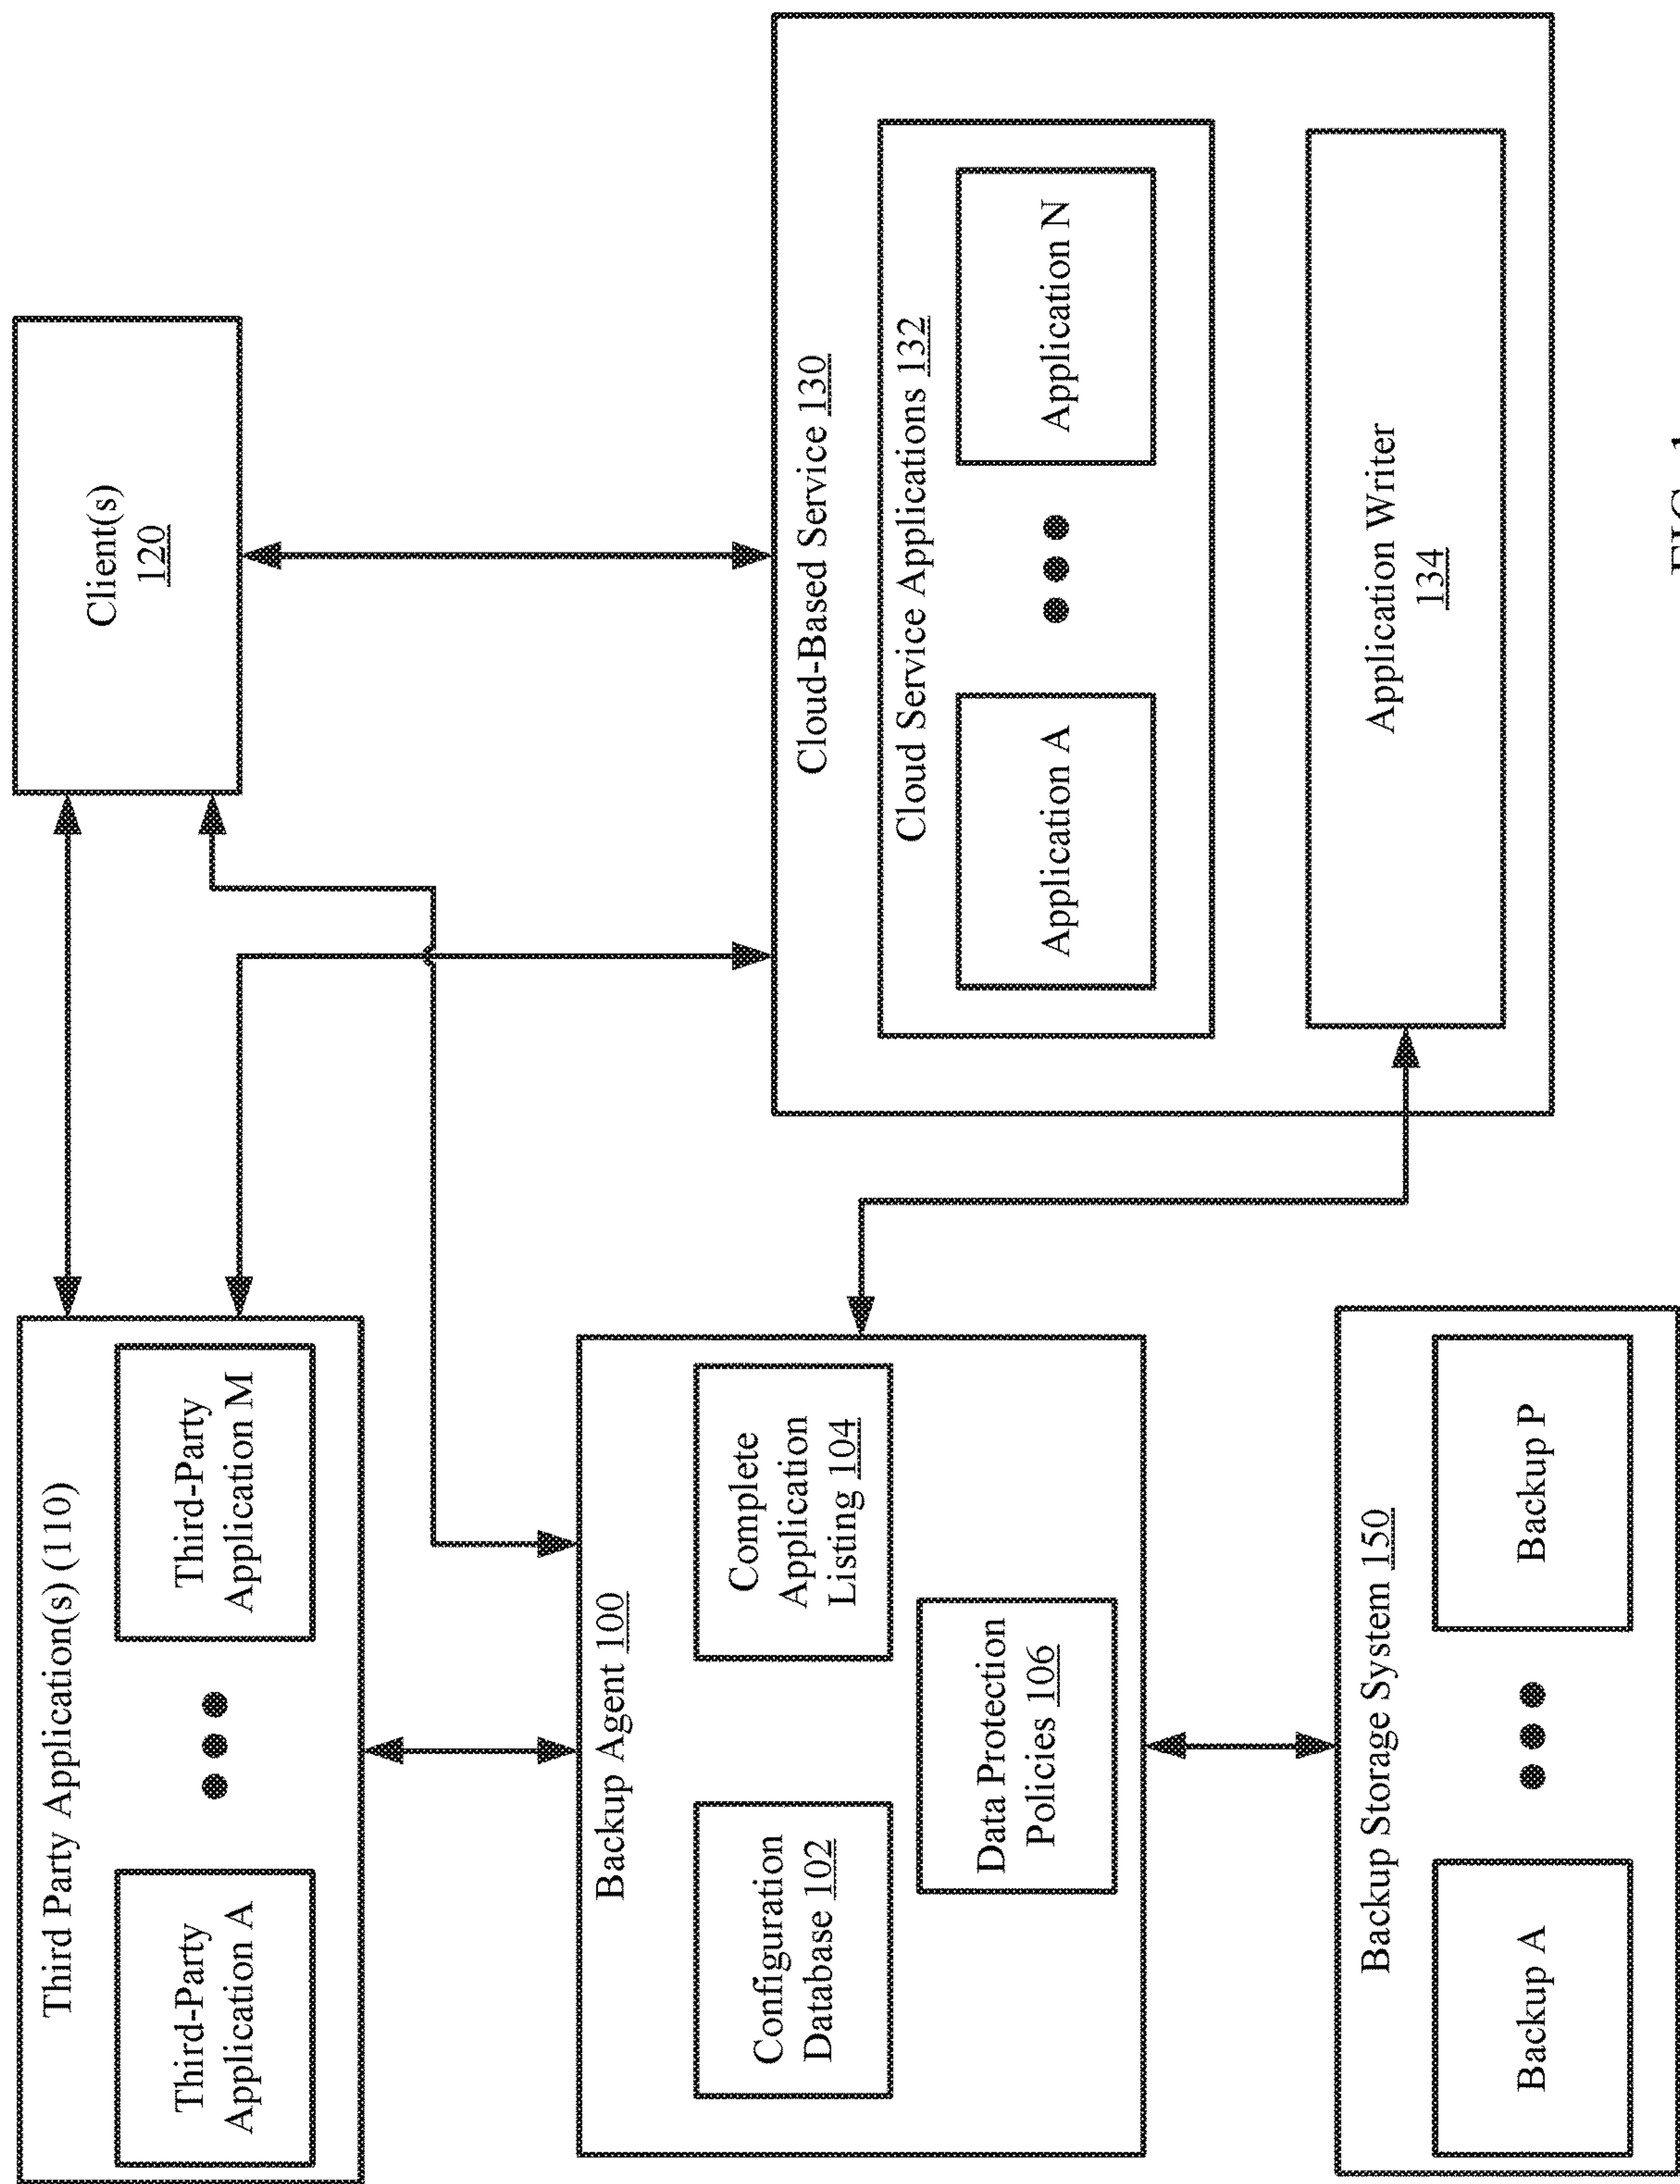 Third Party Application(s) (110)
Third-Party
Application A
Third-Party
Application M
Client(s)
120
Backup Agent 100
Configuration
Database 102
Complete
Application
Listing 104
Data Protection
Policies 106
Cloud-Based Service 130
Cloud Service Applications 132
Application A
Application N
Application Writer
134
Backup Storage System 150
Backup A
Backup P
FIG. 1